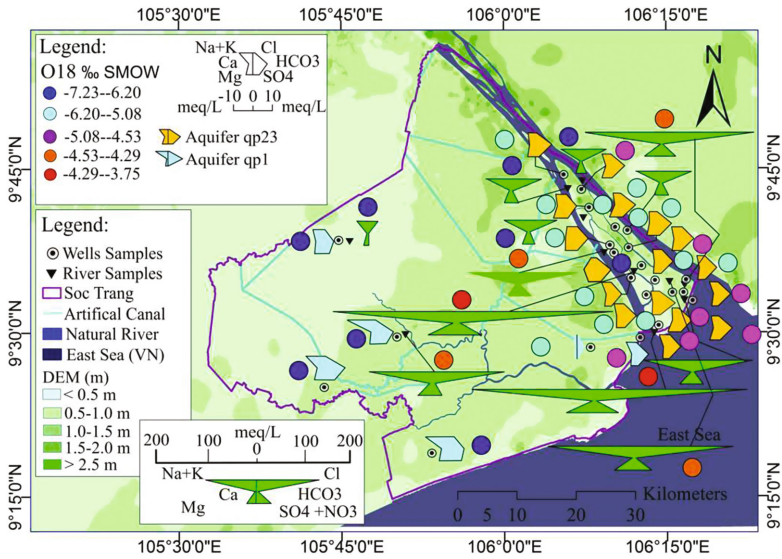 105°30'0"E 105°45'0"E 106°0'0"E 106°15'0"E
Legend:
O18 ‰ SMOW
-7.23--6.20
-6.20--5.08
-5.08--4.53
-4.53--4.29
-4.29--3.75
Na+K Cl
Ca HCO3
Mg SO4
meq/L -10 0 10 meq/L
Aquifer qp23
Aquifer qp1
N
9°45'0"N 9°45'0"N
Legend:
Wells Samples
River Samples
Soc Trang
Artifical Canal
Natural River
East Sea (VN)
DEM (m)
< 0.5 m
0.5-1.0 m
1.0-1.5 m
1.5-2.0 m
> 2.5 m
9°30'0"N 9°30'0"N
meq/L
200 100 0 100 200
Na+K Cl
Ca HCO3
Mg SO4 +NO3
East Sea
Kilometers
0 5 10 20 30
9°15'0"N 9°15'0"N
105°30'0"E 105°45'0"E 106°0'0"E 106°15'0"E